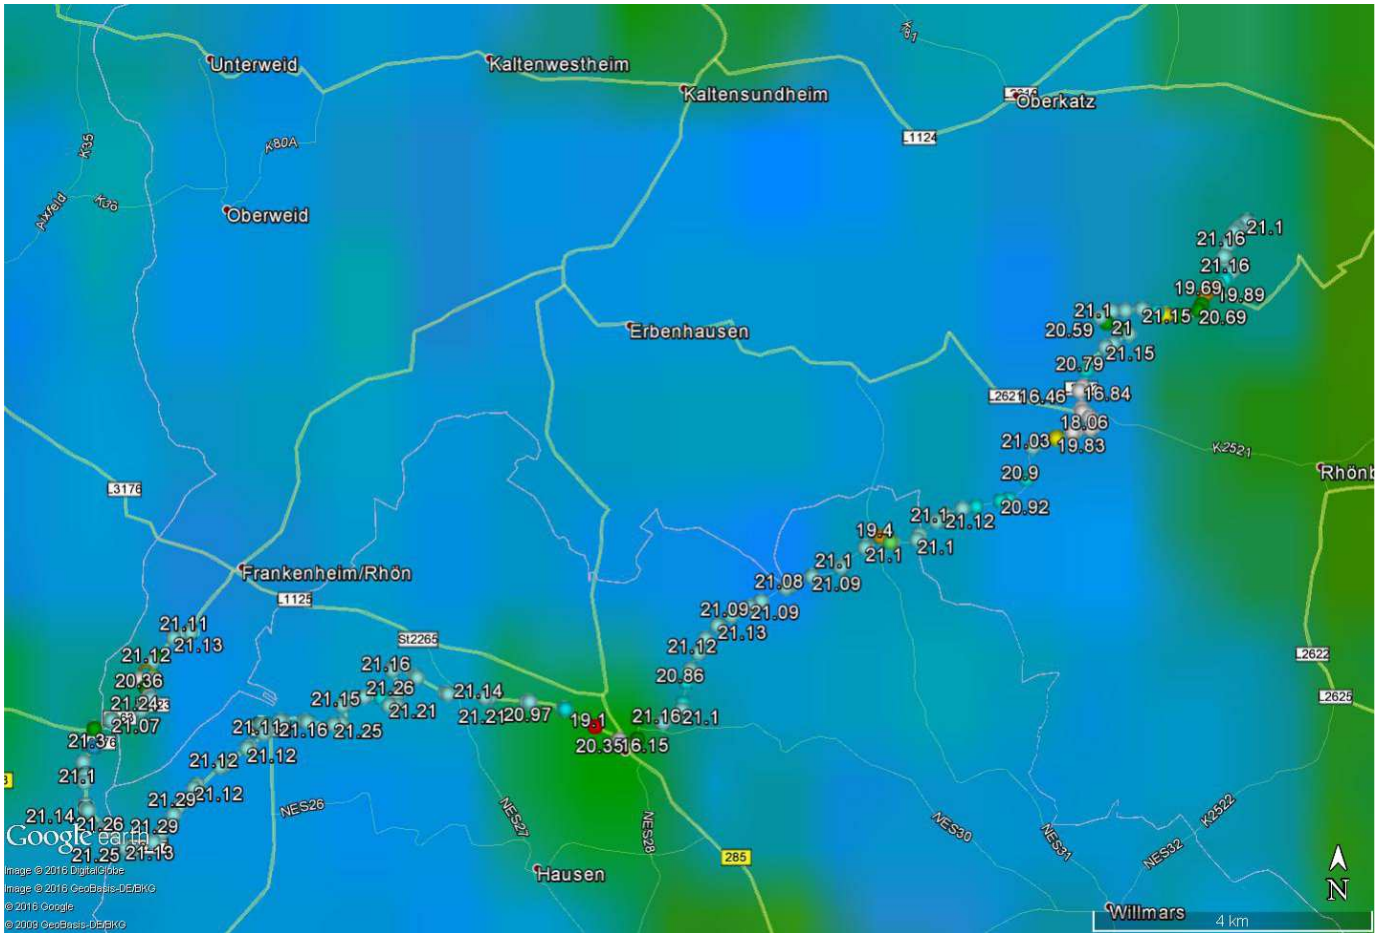 K81
Unterweid
Kaltenwestheim
Kaltensundheim
Oberkatz
L1124
K35
K80A
K36
Oberweid
21.1
21.16
21.16
19.69
19.89
21.1
21.15
20.69
20.59
21
21.15
Erbenhausen
20.79
L2621
16.46
16.84
18.06
21.03
19.83
K2521
Rhönb
20.9
L3176
20.92
21.1
21.12
19.4
21.1
21.1
21.1
21.09
21.08
Frankenheim/Rhön
L1125
21.09
21.09
21.13
21.11
21.13
St2265
21.12
21.12
20.36
21.16
20.86
L2622
21.24
21.07
21.15
21.26
21.21
21.14
21.21
20.97
19.1
21.16
21.1
L2625
21.3
21.11
21.16
21.25
20.35
16.15
21.1
21.12
21.12
21.29
21.12
21.14
21.26
21.29
NES26
NES27
NES28
NES30
NES31
NES32
K2522
Google earth
21.25
21.13
285
Hausen
Image © 2016 DigitalGlobe
Image © 2016 GeoBasis-DE/BKG
© 2016 Google
© 2009 GeoBasis-DE/BKG
N
Willmars
4 km